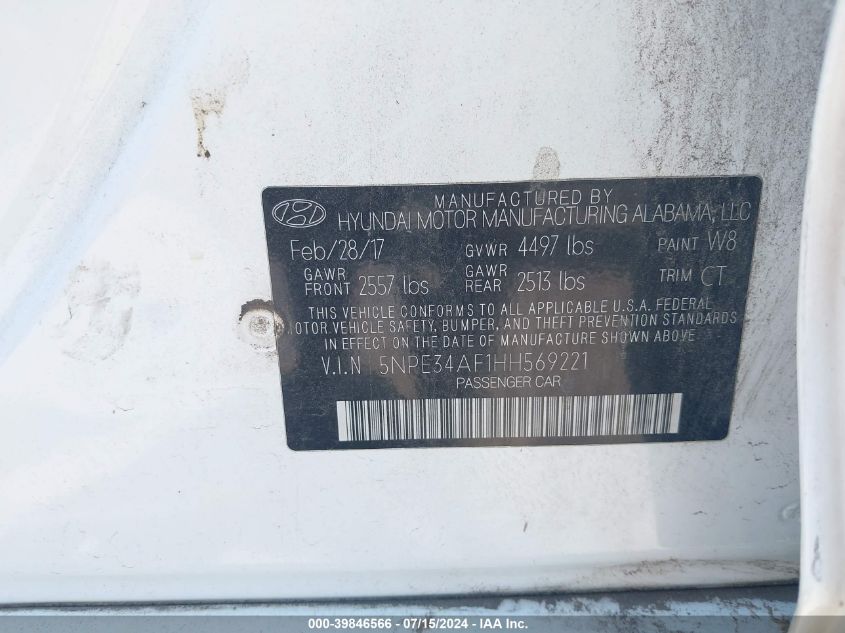 MANUFACTURED BY
HYUNDAI MOTOR MANUFACTURING ALABAMA, LLC
Feb/28/17 GVWR 4497 lbs PAINT W8
GAWR FRONT 2557 lbs GAWR REAR 2513 lbs TRIM CT
THIS VEHICLE CONFORMS TO ALL APPLICABLE U.S.A. FEDERAL
MOTOR VEHICLE SAFETY, BUMPER, AND THEFT PREVENTION STANDARDS
IN EFFECT ON THE DATE OF MANUFACTURE SHOWN ABOVE
V.I.N 5NPE34AF1HH569221
PASSENGER CAR
000-39846566 - 07/15/2024 - IAA, Inc.